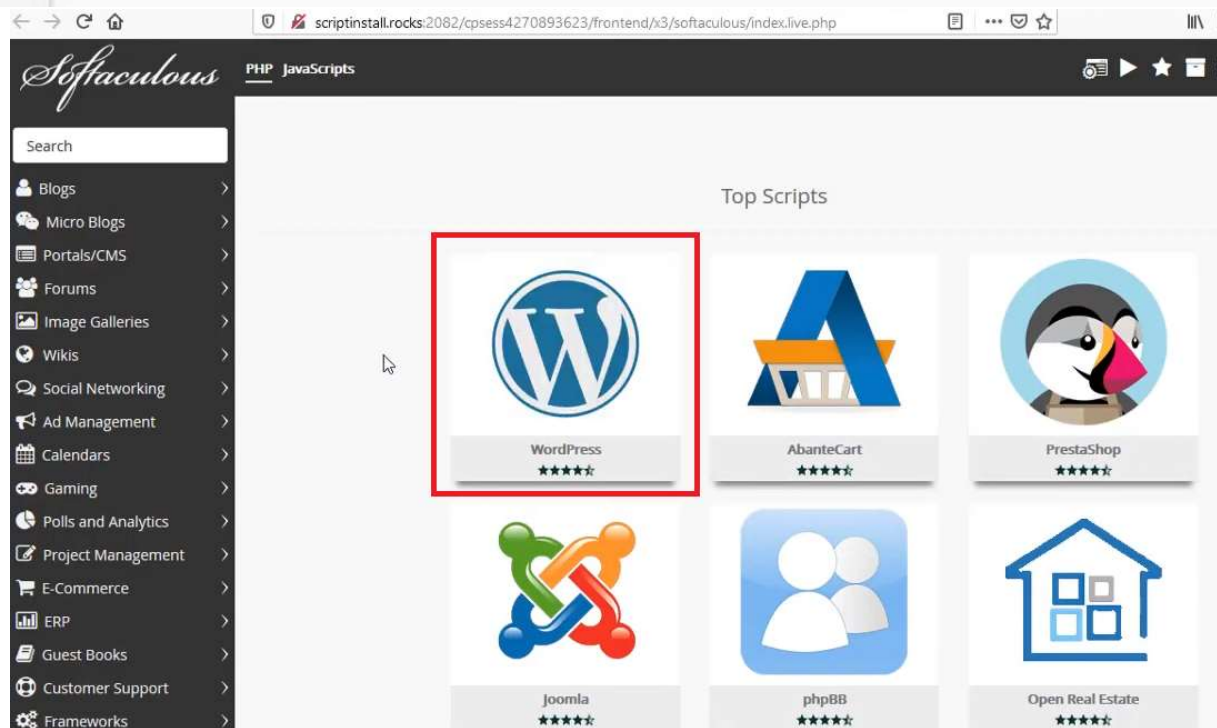 scriptinstall.rocks:2082/cpsess4270893623/frontend/x3/softaculous/index.live.php
Softaculous
PHP JavaScripts
Search
Blogs
Micro Blogs
Portals/CMS
Forums
Image Galleries
Wikis
Social Networking
Ad Management
Calendars
Gaming
Polls and Analytics
Project Management
E-Commerce
ERP
Guest Books
Customer Support
Frameworks
Top Scripts
WordPress
AbanteCart
PrestaShop
Joomla
phpBB
Open Real Estate